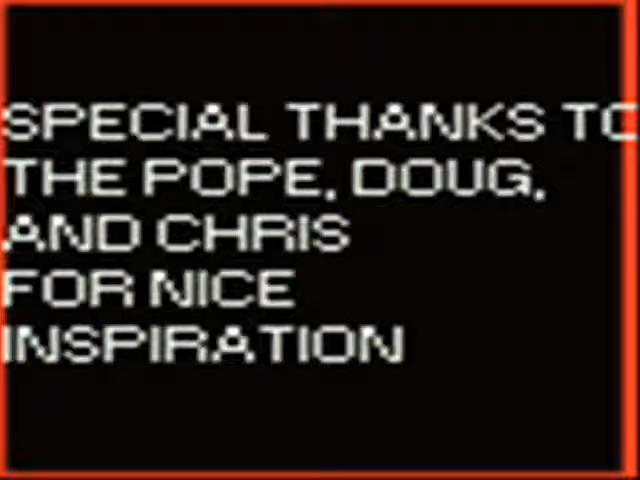 SPECIAL THANKS TO
THE POPE, DOUG,
AND CHRIS
FOR NICE
INSPIRATION